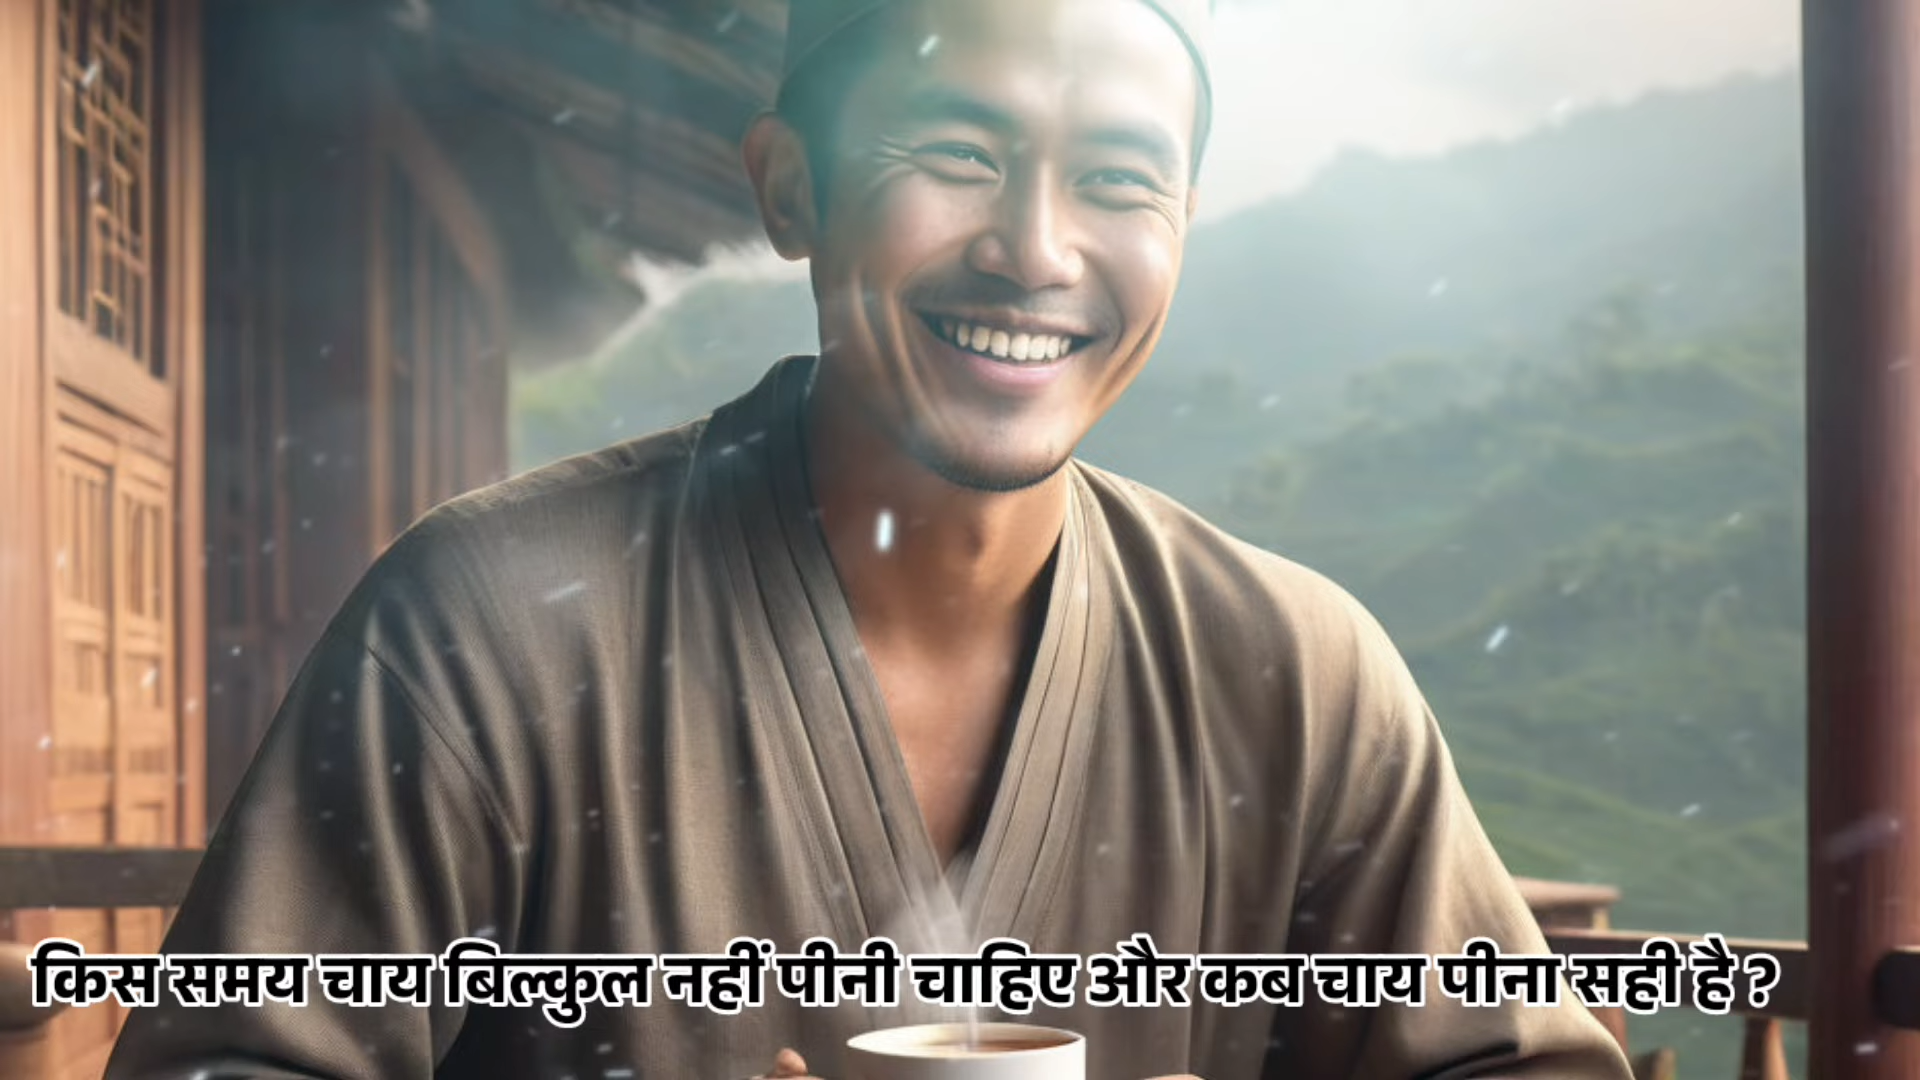 किस समय चाय बिल्कुल नहीं पीनी चाहिए और कब चाय पीना सही है ?